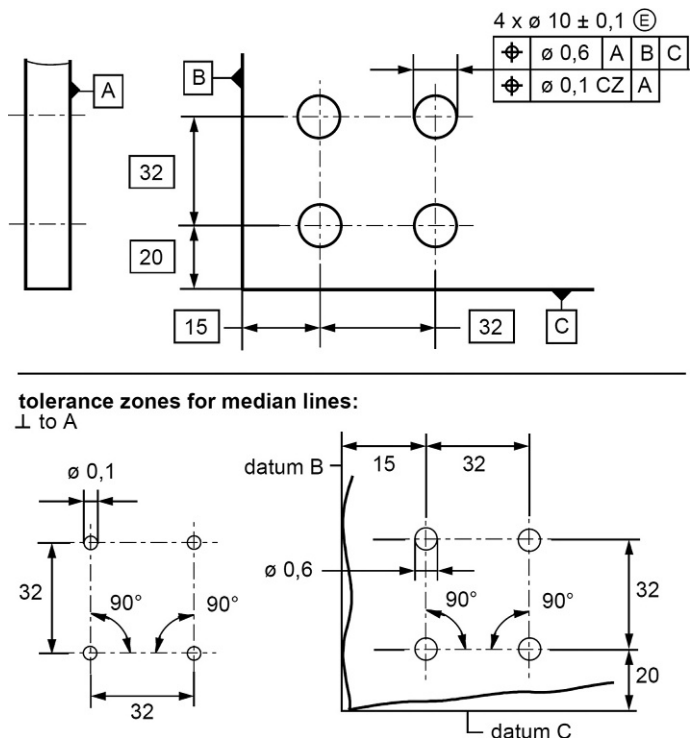 4 x ø 10 ± 0,1 Ⓔ
⌖ ø 0,6 A B C
⌖ ø 0,1 CZ A
A
B
32
20
15
32
C
tolerance zones for median lines:
⊥ to A
ø 0,1
32
90°
90°
32
datum B
15
32
ø 0,6
90°
90°
32
20
datum C